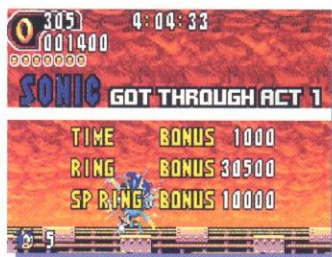 305 4:04:33
001400
SONIC GOT THROUGH ACT 1
TIME BONUS 1000
RING BONUS 30500
SP RING BONUS 10000
5